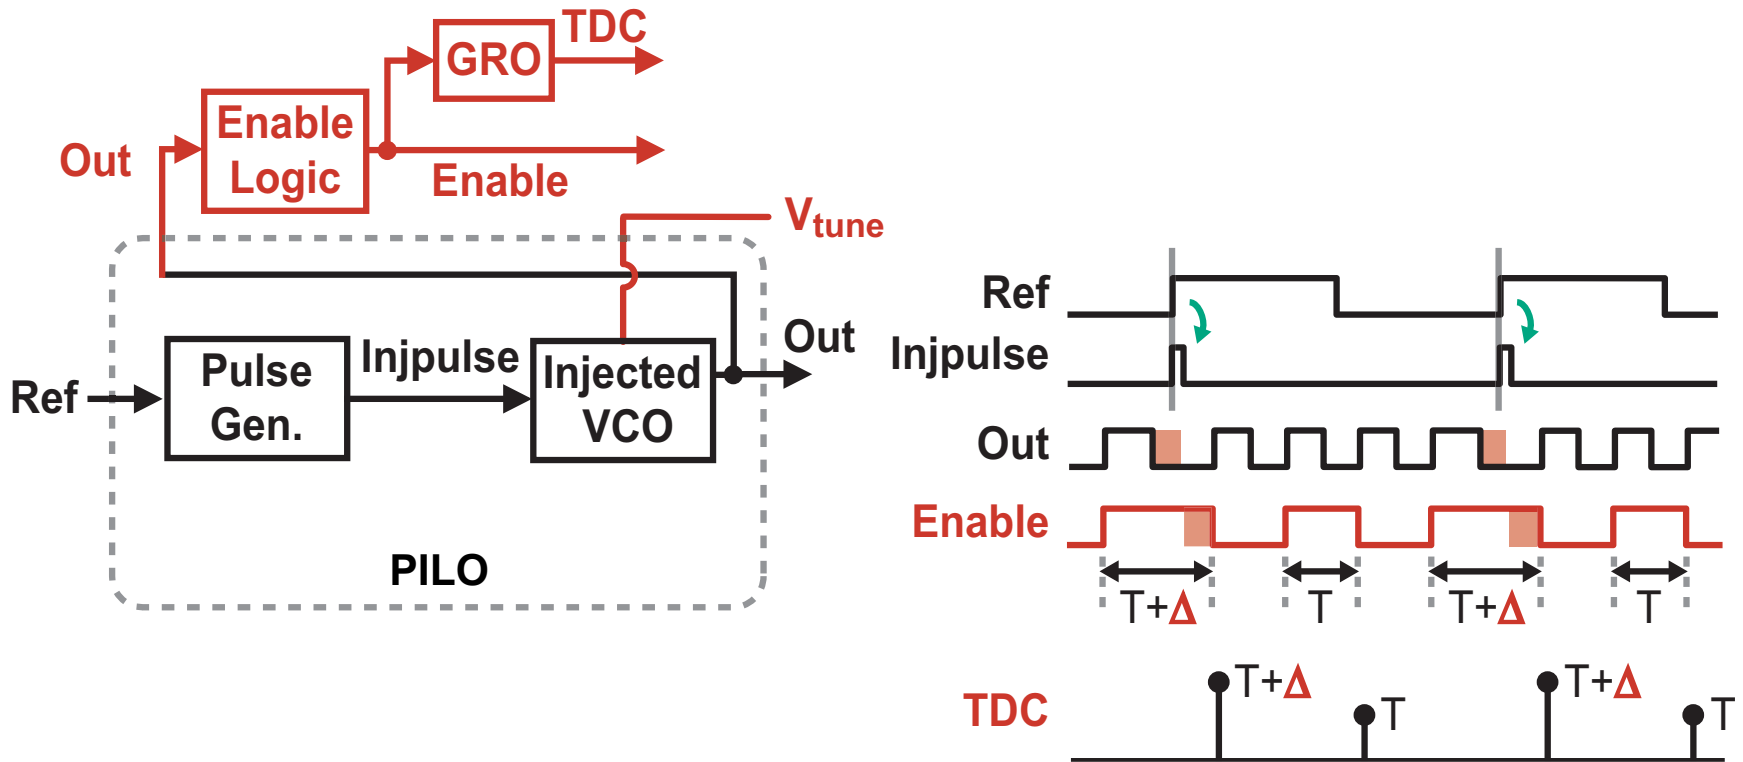 TDC
GRO
Enable
Logic
Out
Enable
Vtune
Ref
Pulse
Gen.
Injpulse
Injected
VCO
Out
PILO
Ref
Injpulse
Out
Enable
T+Δ
T
T+Δ
T
TDC
T+Δ
T
T+Δ
T